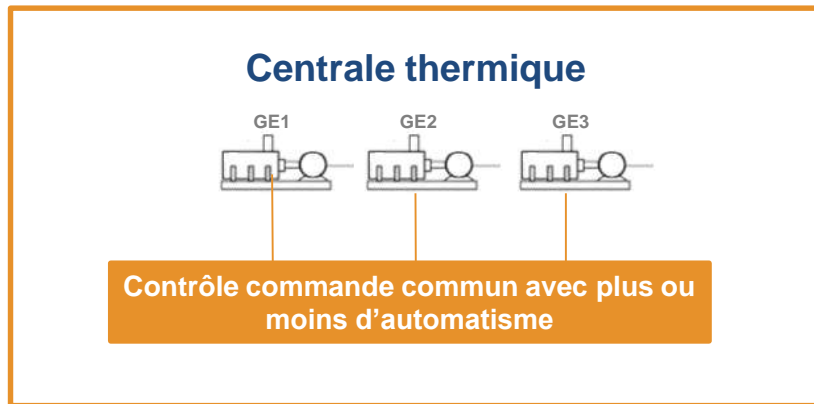 Centrale thermique
GE1 GE2 GE3
Contrôle commande commun avec plus ou
moins d’automatisme